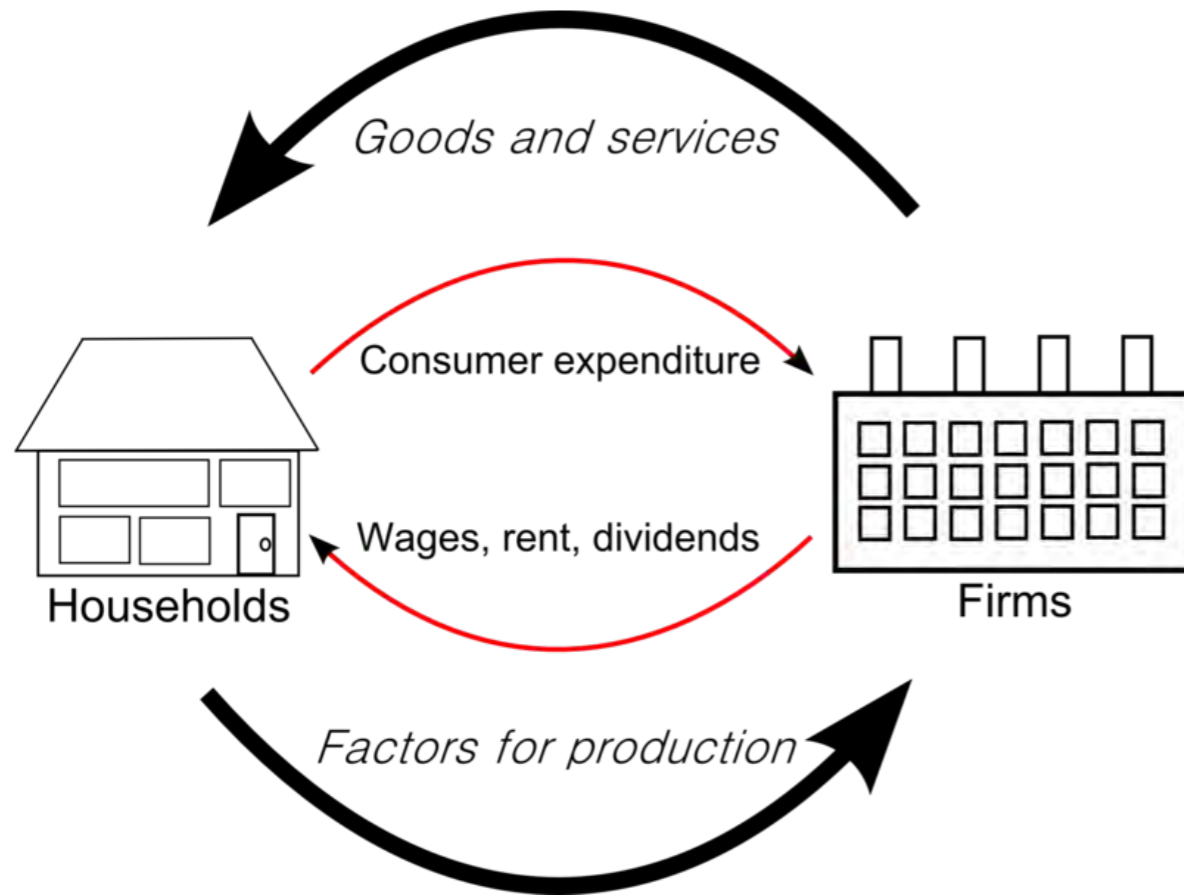 Goods and services
Consumer expenditure
Wages, rent, dividends
Households
Firms
Factors for production